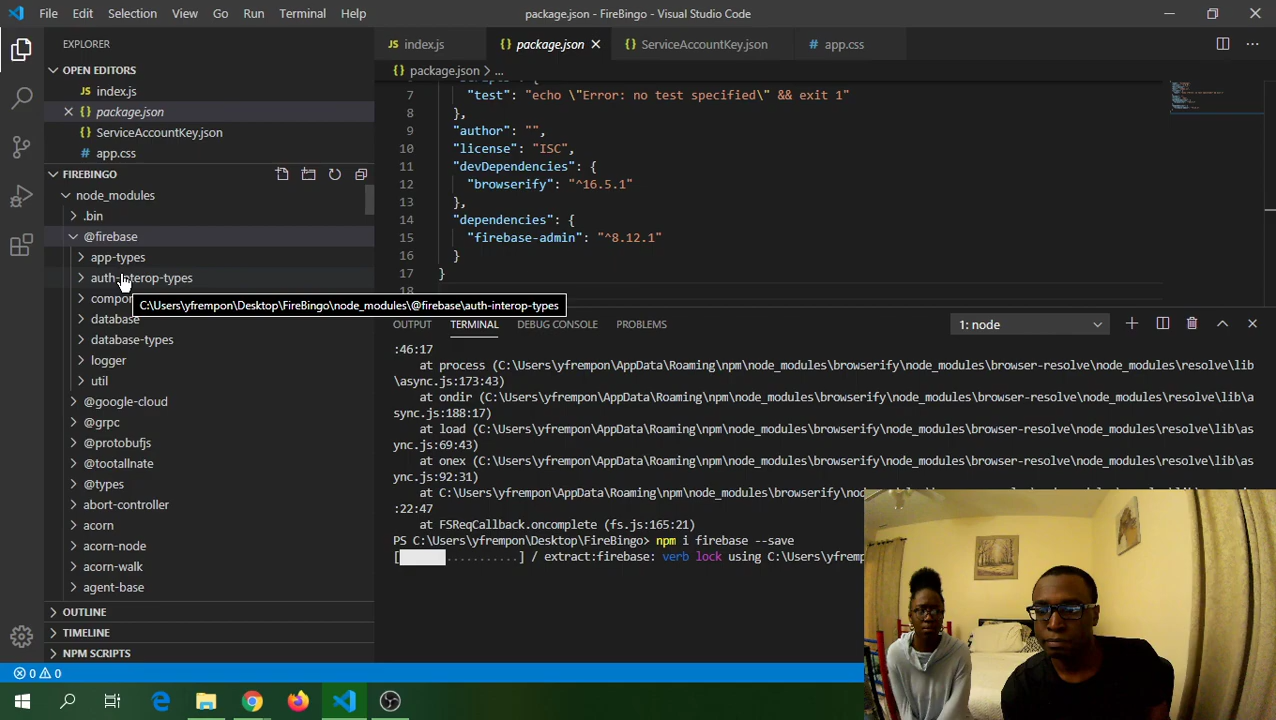 File Edit Selection View Go Run Terminal Help
package.json - FireBingo - Visual Studio Code
EXPLORER
OPEN EDITORS
JS index.js
{} package.json
{} ServiceAccountKey.json
# app.css
FIREBINGO
node_modules
.bin
@firebase
app-types
auth-interop-types
C:\Users\yfrempon\Desktop\FireBingo\node_modules\@firebase\auth-interop-types
database
database-types
logger
util
@google-cloud
@grpc
@protobufjs
@tootallnate
@types
abort-controller
acorn
acorn-node
acorn-walk
agent-base
OUTLINE
TIMELINE
NPM SCRIPTS
0 0
JS index.js
{} package.json
{} ServiceAccountKey.json
# app.css
{} package.json > ...
7 "test": "echo \"Error: no test specified\" && exit 1"
8 },
9 "author": "",
10 "license": "ISC",
11 "devDependencies": {
12 "browserify": "^16.5.1"
13 },
14 "dependencies": {
15 "firebase-admin": "^8.12.1"
16 }
17 }
18
OUTPUT TERMINAL DEBUG CONSOLE PROBLEMS
1: node
:46:17
at process (C:\Users\yfrempon\AppData\Roaming\npm\node_modules\browserify\node_modules\browser-resolve\node_modules\resolve\lib
\async.js:173:43)
at ondir (C:\Users\yfrempon\AppData\Roaming\npm\node_modules\browserify\node_modules\browser-resolve\node_modules\resolve\lib\a
sync.js:188:17)
at load (C:\Users\yfrempon\AppData\Roaming\npm\node_modules\browserify\node_modules\browser-resolve\node_modules\resolve\lib\as
ync.js:69:43)
at onex (C:\Users\yfrempon\AppData\Roaming\npm\node_modules\browserify\node_modules\browser-resolve\node_modules\resolve\lib\as
ync.js:92:31)
at C:\Users\yfrempon\AppData\Roaming\npm\node_modules\browserify\node
:22:47
at FSReqCallback.oncomplete (fs.js:165:21)
PS C:\Users\yfrempon\Desktop\FireBingo> npm i firebase --save
[ ..........] / extract:firebase: verb lock using C:\Users\yfremp